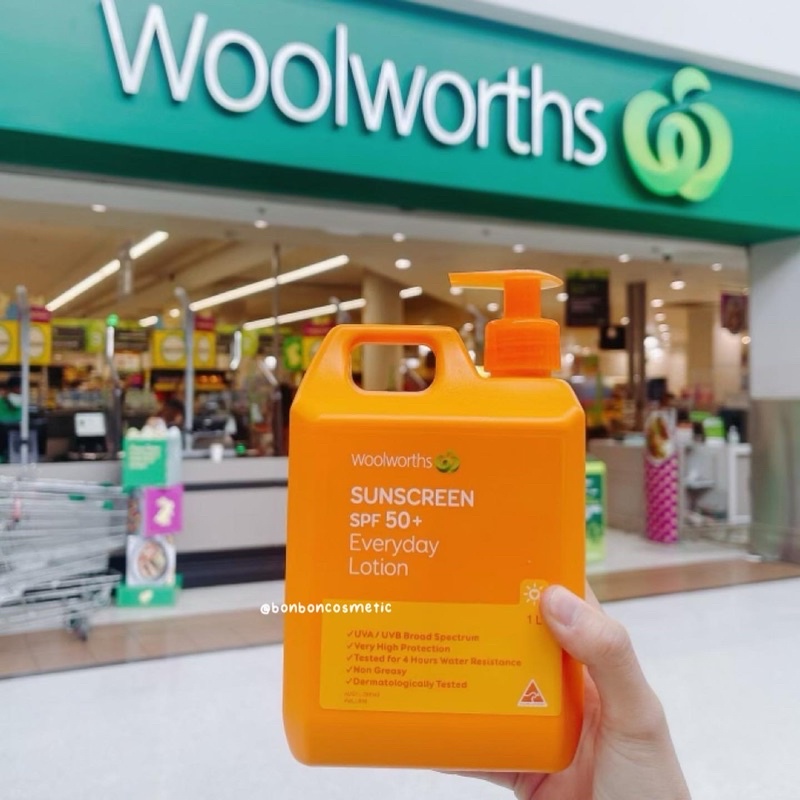 Woolworths
woolworths
SUNSCREEN
SPF 50+
Everyday
Lotion
@bonboncosmetic
1 L
✓UVA / UVB Broad Spectrum
✓Very High Protection
✓Tested for 4 Hours Water Resistance
✓Non Greasy
✓Dermatologically Tested